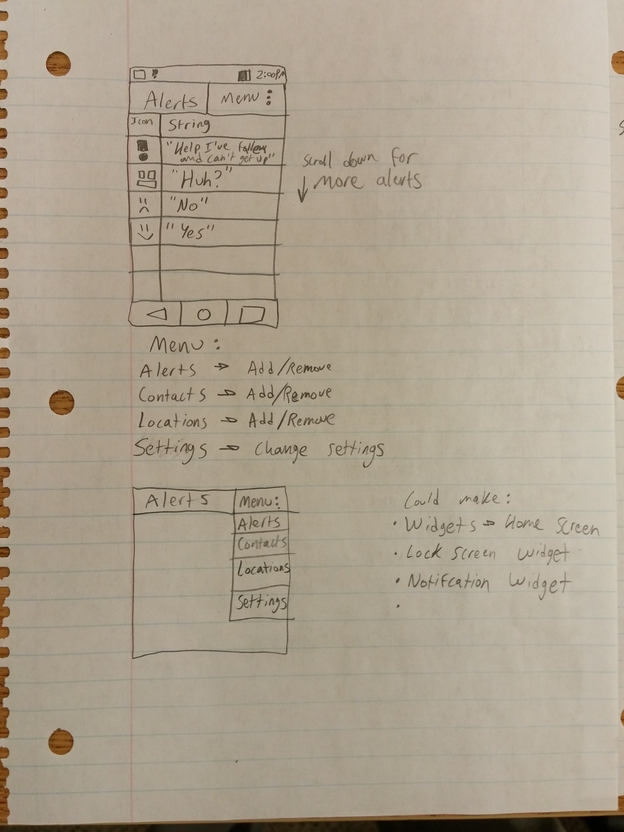 2:00PM
Alerts
Menu
Icon
String
"Help I've fallen
and can't get up"
"Huh?"
"No"
"Yes"
Scroll down for
more alerts
Menu:
Alerts → Add/Remove
Contacts → Add/Remove
Locations → Add/Remove
Settings → Change settings
Alerts
Menu:
Alerts
Contacts
Locations
Settings
Could make:
• Widgets → Home Screen
• Lock Screen Widget
• Notifcation Widget
•